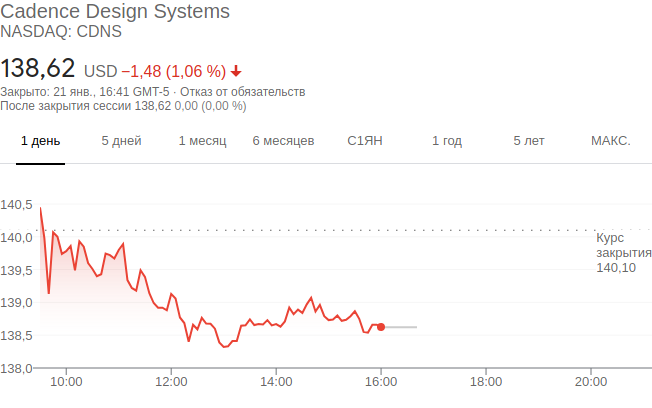 Cadence Design Systems
NASDAQ: CDNS
138,62 USD −1,48 (1,06 %)
Закрыто: 21 янв., 16:41 GMT-5 · Отказ от обязательств
После закрытия сессии 138,62 0,00 (0,00 %)
1 день 5 дней 1 месяц 6 месяцев С1ЯН 1 год 5 лет МАКС.
140,5
140,0
139,5
139,0
138,5
138,0
Курс
закрытия
140,10
10:00 12:00 14:00 16:00 18:00 20:00